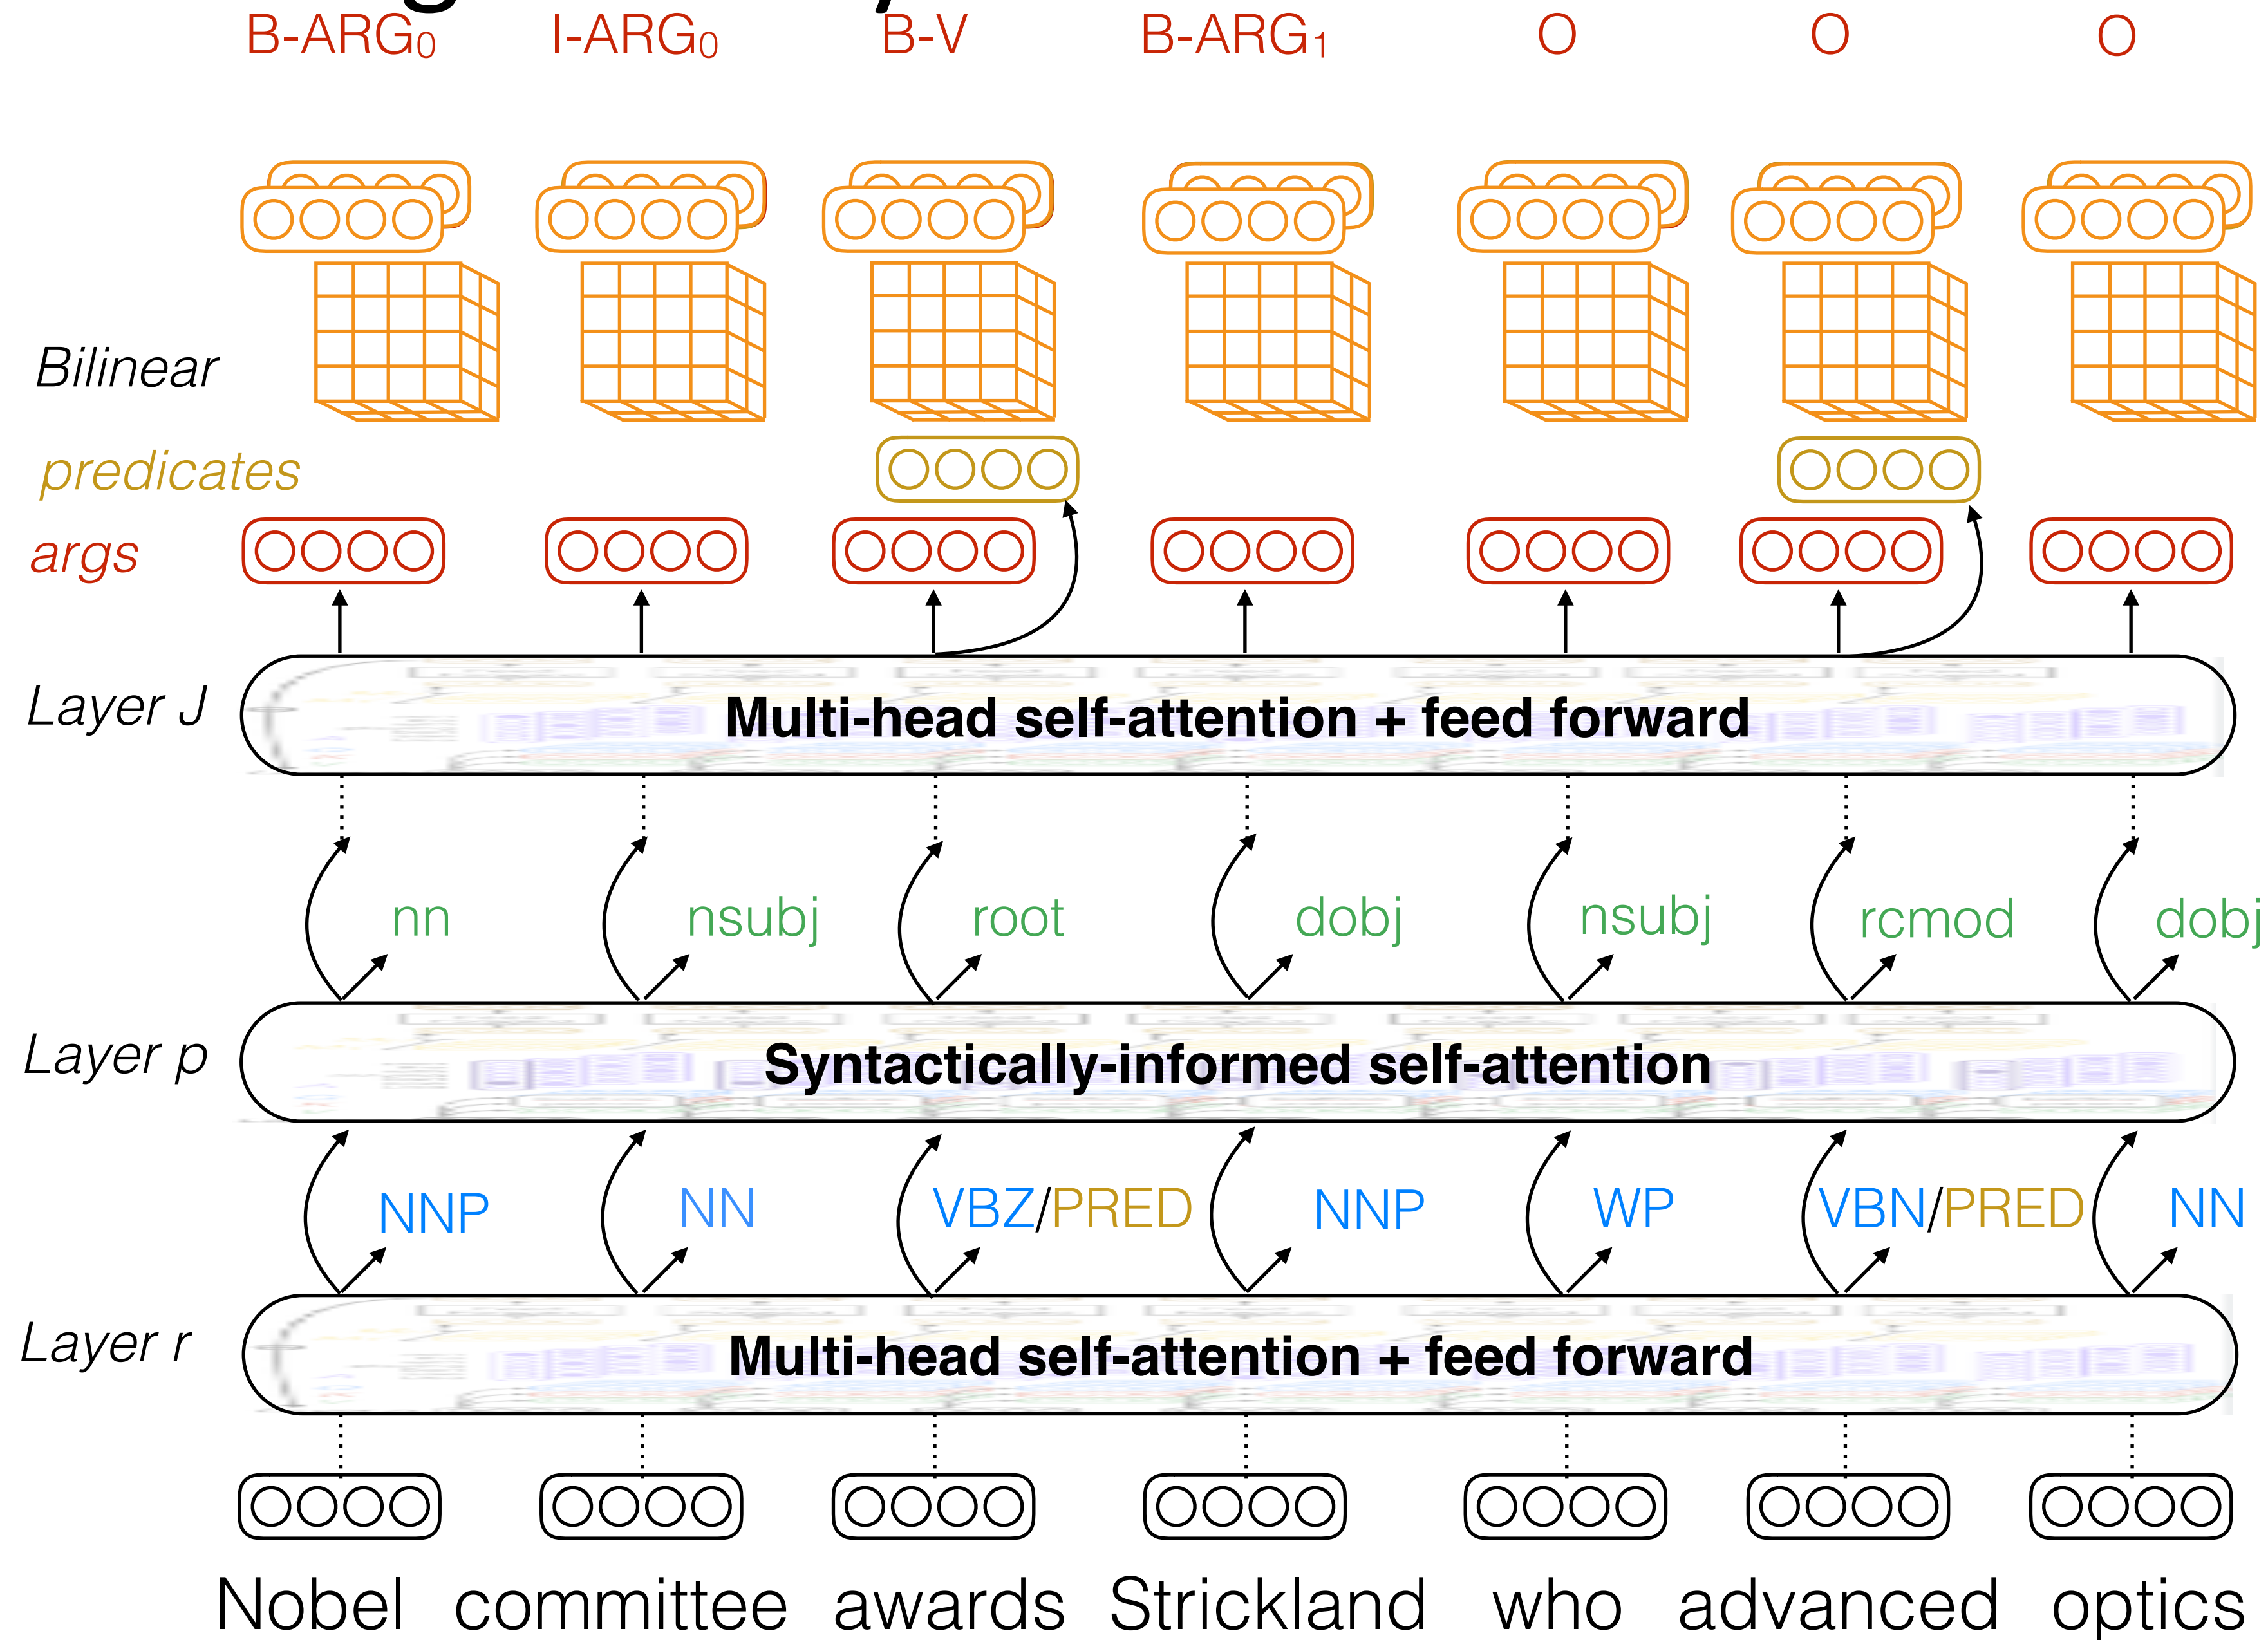 B-ARG₀ I-ARG₀ B-V B-ARG₁ O O O
Bilinear
predicates
args
Layer J Multi-head self-attention + feed forward
nn nsubj root dobj nsubj rcmod dobj
Layer p Syntactically-informed self-attention
NNP NN VBZ/PRED NNP WP VBN/PRED NN
Layer r Multi-head self-attention + feed forward
Nobel committee awards Strickland who advanced optics